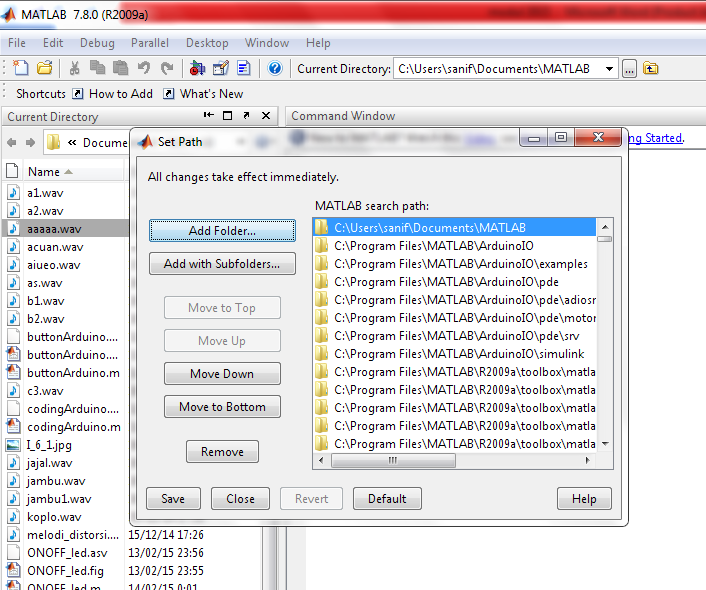 MATLAB 7.8.0 (R2009a)
File Edit Debug Parallel Desktop Window Help
Current Directory: C:\Users\sanif\Documents\MATLAB ...
Shortcuts How to Add What's New
Current Directory
Command Window
« Docume
Name
a1.wav
a2.wav
aaaaa.wav
acuan.wav
aiueo.wav
as.wav
b1.wav
b2.wav
buttonArduino....
buttonArduino....
buttonArduino.m
c3.wav
codingArduino....
codingArduino.m
I_6_1.jpg
jajal.wav
jambu.wav
jambu1.wav
koplo.wav
melodi_distorsi.... 15/12/14 17:26
ONOFF_led.asv 13/02/15 23:56
ONOFF_led.fig 13/02/15 23:55
ONOFF_led.m 14/02/15 0:01
ng Started.
Set Path
All changes take effect immediately.
MATLAB search path:
Add Folder...
Add with Subfolders...
Move to Top
Move Up
Move Down
Move to Bottom
Remove
C:\Users\sanif\Documents\MATLAB
C:\Program Files\MATLAB\ArduinoIO
C:\Program Files\MATLAB\ArduinoIO\examples
C:\Program Files\MATLAB\ArduinoIO\pde
C:\Program Files\MATLAB\ArduinoIO\pde\adiosr
C:\Program Files\MATLAB\ArduinoIO\pde\motor
C:\Program Files\MATLAB\ArduinoIO\pde\srv
C:\Program Files\MATLAB\ArduinoIO\simulink
C:\Program Files\MATLAB\R2009a\toolbox\matla
C:\Program Files\MATLAB\R2009a\toolbox\matla
C:\Program Files\MATLAB\R2009a\toolbox\matla
C:\Program Files\MATLAB\R2009a\toolbox\matla
C:\Program Files\MATLAB\R2009a\toolbox\matla
Save Close Revert Default Help